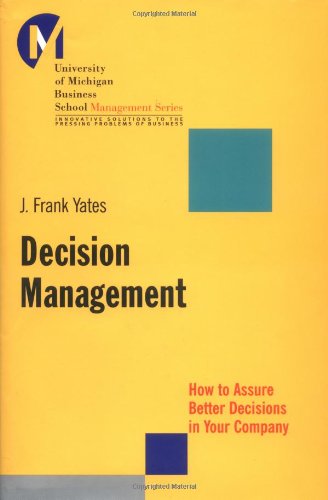 M
University
of Michigan
Business
School Management Series
INNOVATIVE SOLUTIONS TO THE
PRESSING PROBLEMS OF BUSINESS
J. Frank Yates
Decision
Management
How to Assure
Better Decisions
in Your Company